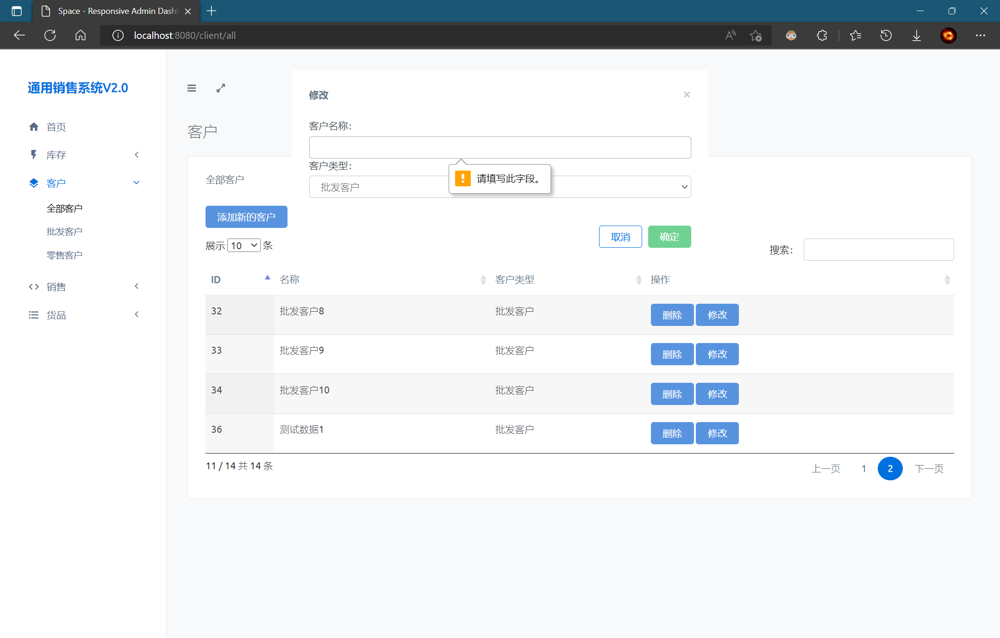 Space - Responsive Admin Dash
localhost:8080/client/all
通用销售系统V2.0
首页
库存
客户
全部客户
批发客户
零售客户
销售
货品
客户
修改
×
客户名称：
客户类型：
请填写此字段。
批发客户
取消
确定
全部客户
添加新的客户
展示 10 条
搜索：
ID 名称 客户类型 操作
32 批发客户8 批发客户 删除 修改
33 批发客户9 批发客户 删除 修改
34 批发客户10 批发客户 删除 修改
36 测试数据1 批发客户 删除 修改
11 / 14 共 14 条
上一页 1 2 下一页